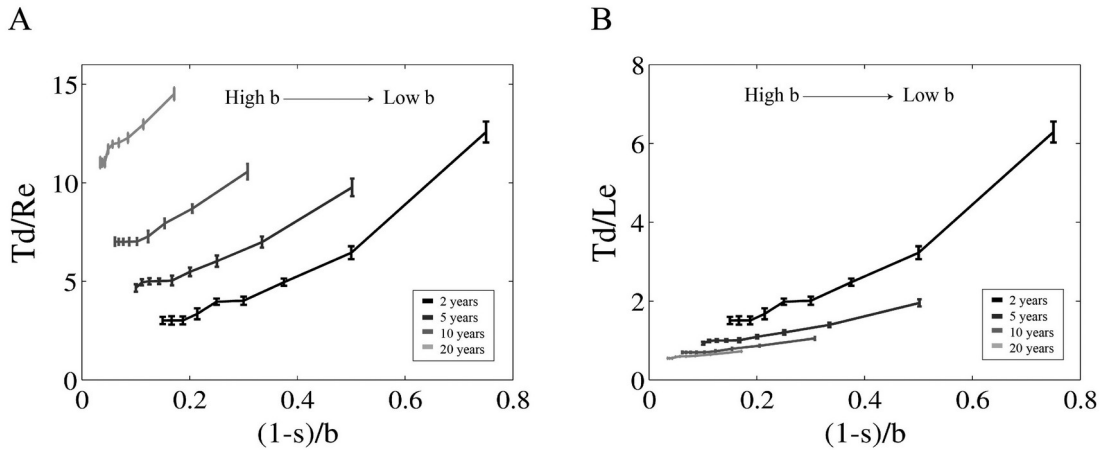 A
Td/Re
15
10
5
0
High b Low b
2 years
5 years
10 years
20 years
0.2 0.4 0.6 0.8
(1-s)/b
B
Td/Le
8
6
4
2
0
High b Low b
2 years
5 years
10 years
20 years
0 0.2 0.4 0.6 0.8
(1-s)/b